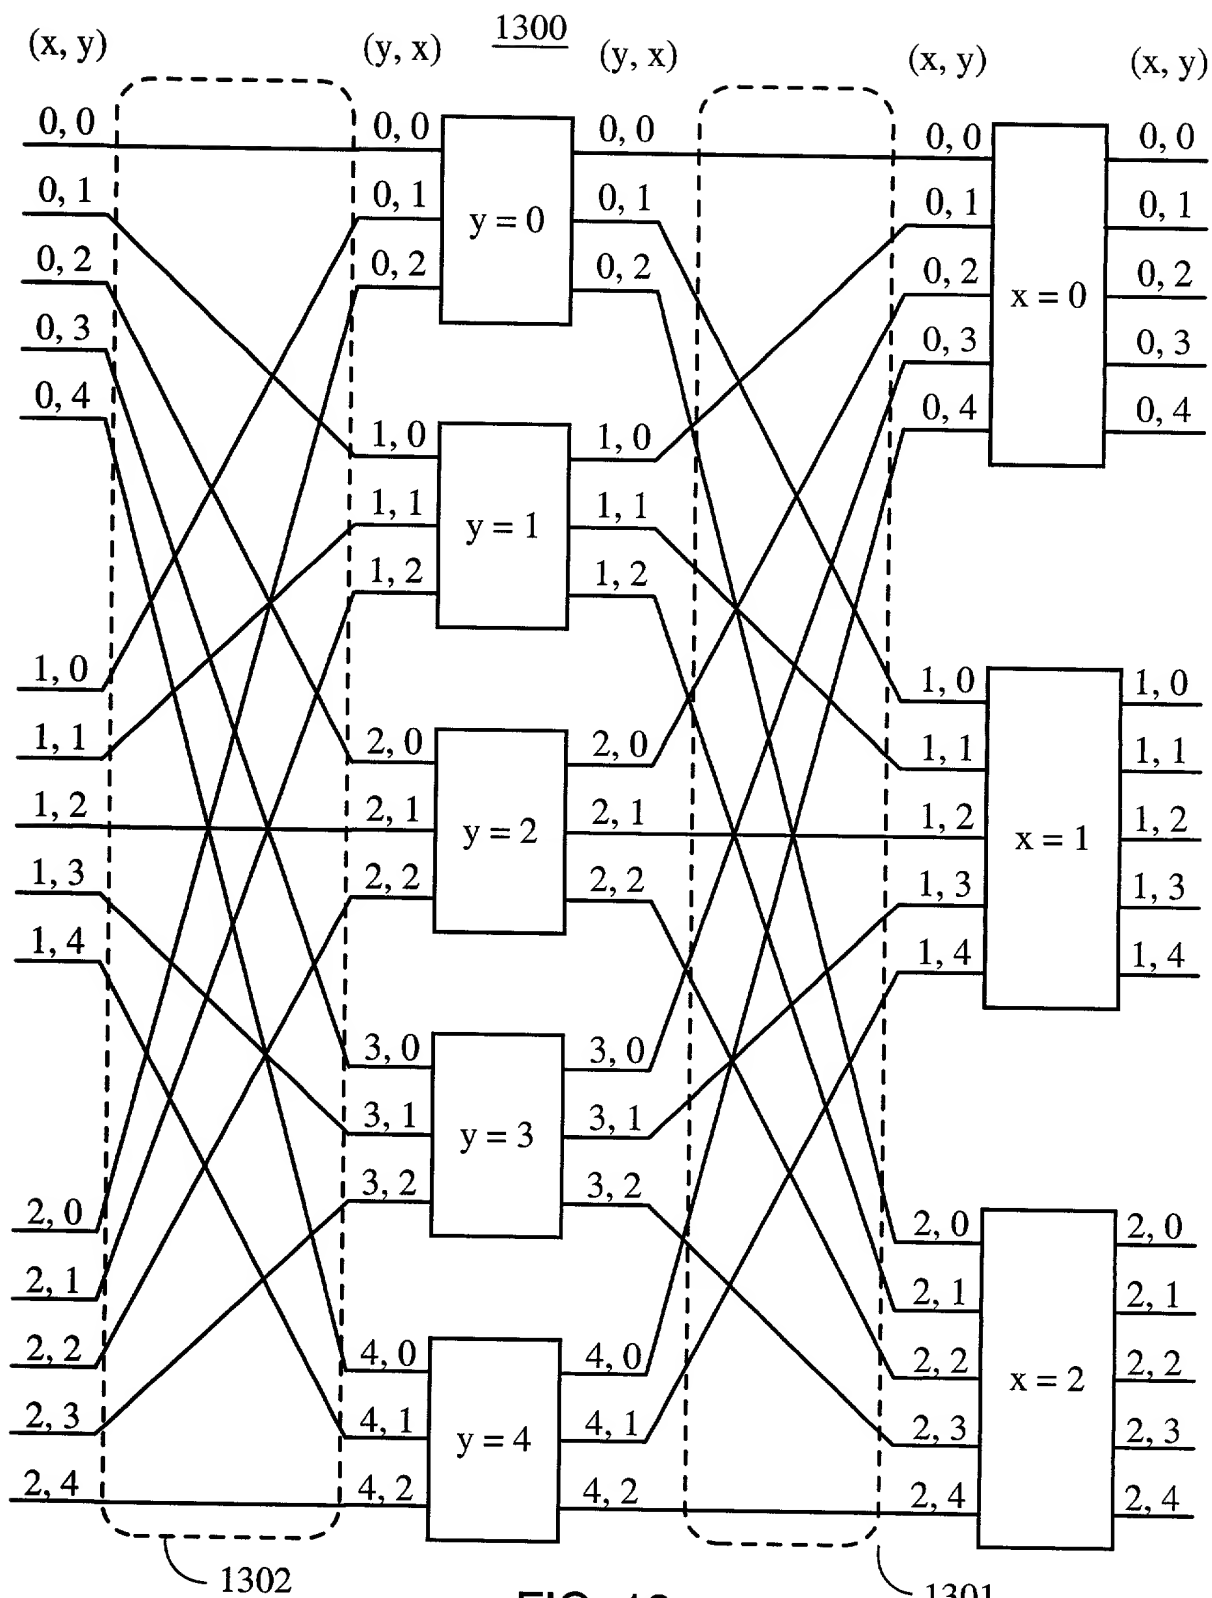 1300
(x, y) (y, x) (y, x) (x, y) (x, y)
0, 0 0, 0 0, 0 0, 0 0, 0
0, 1 0, 1 y = 0 0, 1 0, 1 0, 1
0, 2 0, 2 0, 2 0, 2 x = 0 0, 2
0, 3 0, 3 0, 3
0, 4 1, 0 1, 0 0, 4 0, 4
1, 1 y = 1 1, 1
1, 2 1, 2
1, 0 1, 0 1, 0
1, 1 2, 0 2, 0 1, 1 1, 1
1, 2 2, 1 y = 2 2, 1 1, 2 x = 1 1, 2
1, 3 2, 2 2, 2 1, 3 1, 3
1, 4 1, 4 1, 4
3, 0 3, 0
3, 1 y = 3 3, 1
3, 2 3, 2
2, 0 2, 0 2, 0
2, 1 2, 1 2, 1
2, 2 4, 0 4, 0 2, 2 x = 2 2, 2
2, 3 4, 1 y = 4 4, 1 2, 3 2, 3
2, 4 4, 2 4, 2 2, 4 2, 4
1302
1301